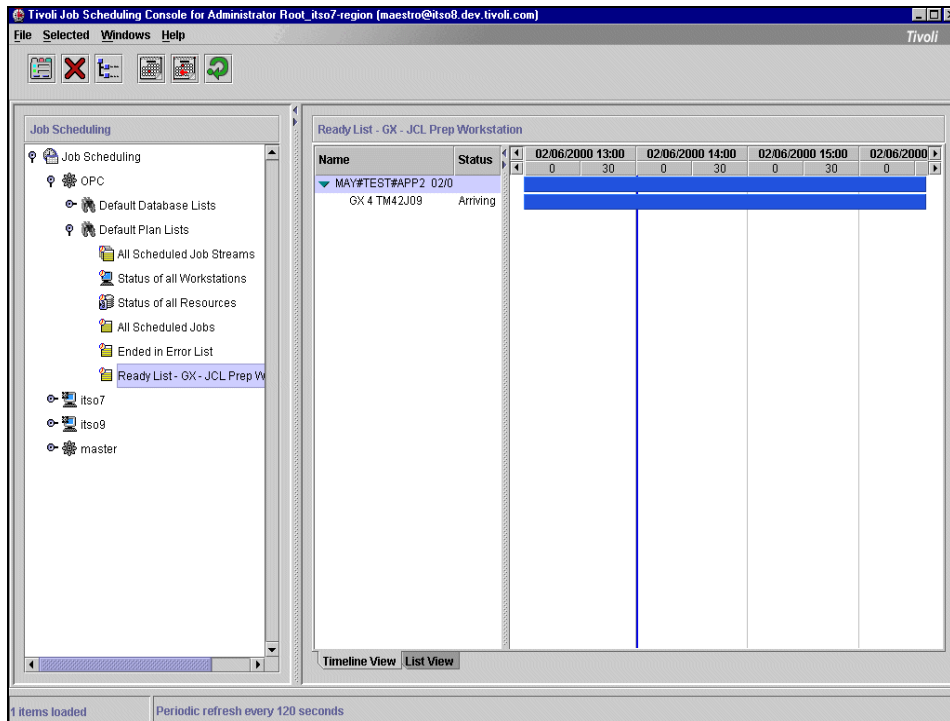 Tivoli Job Scheduling Console for Administrator Root_itso7-region (maestro@itso8.dev.tivoli.com)
File Selected Windows Help
Tivoli
Job Scheduling
Job Scheduling
OPC
Default Database Lists
Default Plan Lists
All Scheduled Job Streams
Status of all Workstations
Status of all Resources
All Scheduled Jobs
Ended in Error List
Ready List - GX - JCL Prep W
itso7
itso9
master
Ready List - GX - JCL Prep Workstation
Name Status 02/06/2000 13:00 02/06/2000 14:00 02/06/2000 15:00 02/06/2000
0 30 0 30 0 30 0
MAY#TEST#APP2 02/0
GX 4 TM42J09 Arriving
Timeline View List View
1 items loaded Periodic refresh every 120 seconds